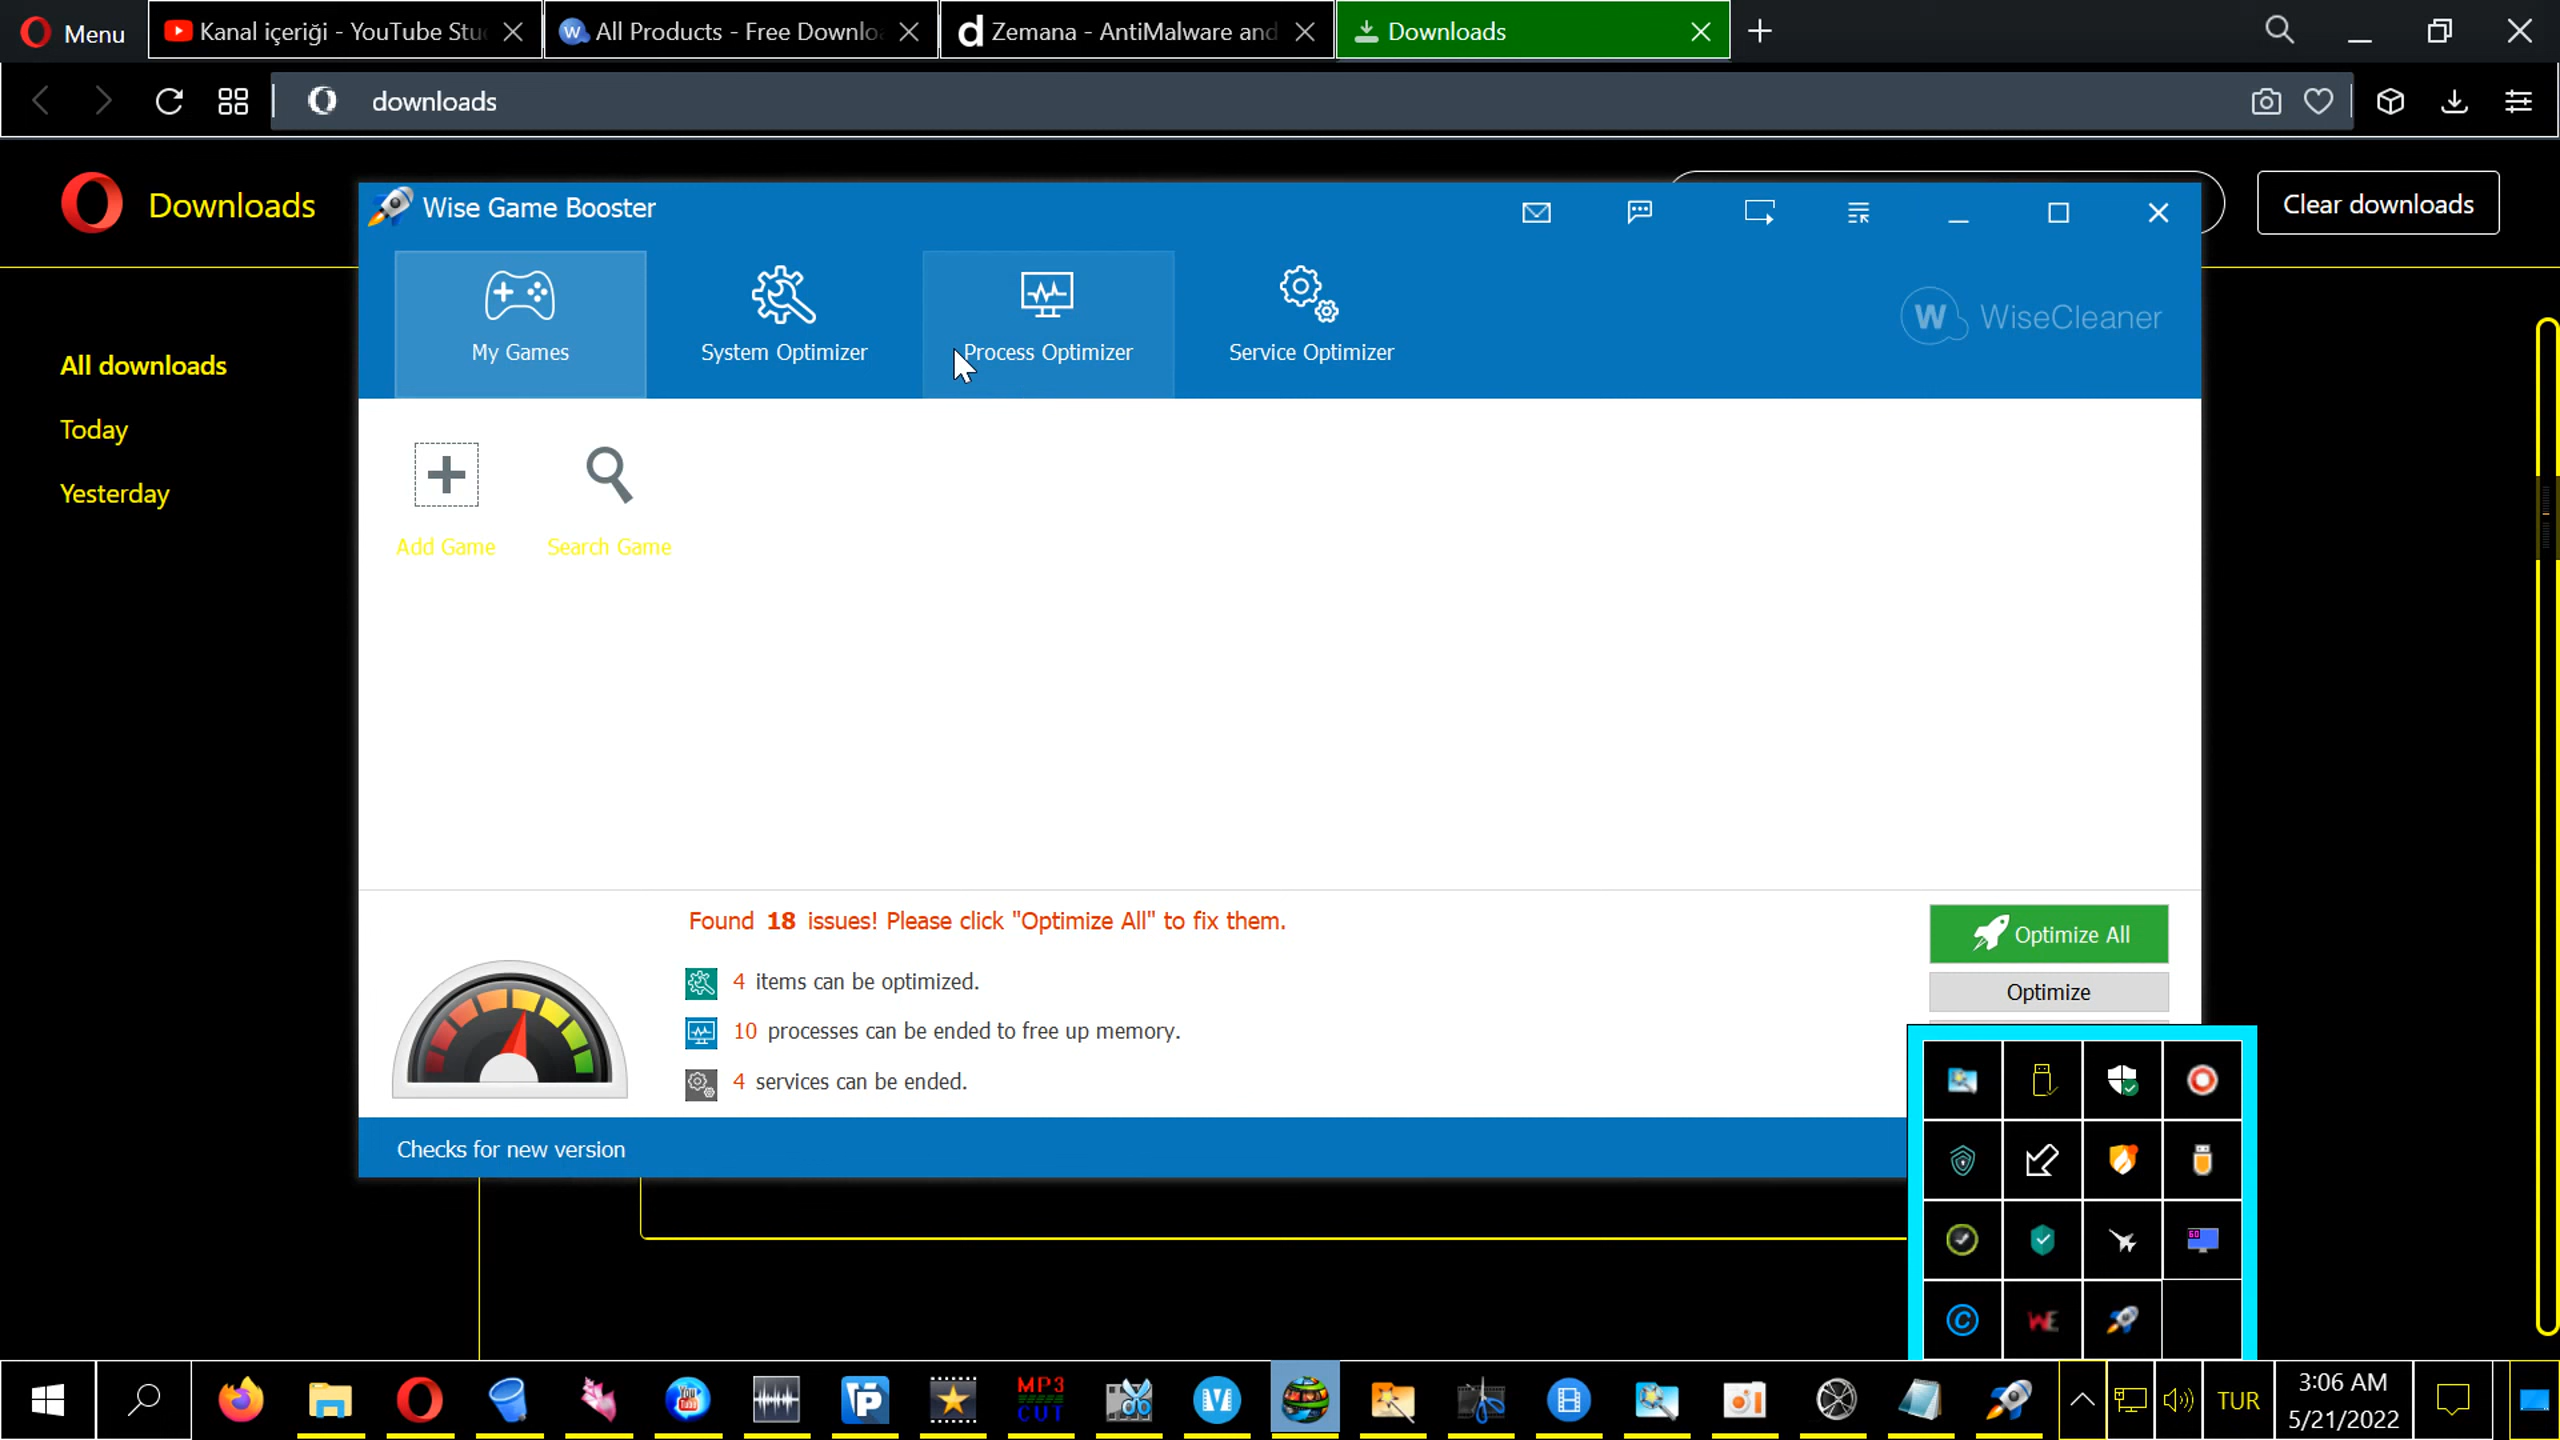 Menu
Kanal içeriği - YouTube Stu
All Products - Free Downlo
Zemana - AntiMalware and
Downloads
downloads
Downloads
Clear downloads
Wise Game Booster
My Games
System Optimizer
Process Optimizer
Service Optimizer
W WiseCleaner
All downloads
Today
Yesterday
Add Game
Search Game
Found 18 issues! Please click "Optimize All" to fix them.
Optimize All
4 items can be optimized.
Optimize
10 processes can be ended to free up memory.
4 services can be ended.
Checks for new version
60
C
WE
You
Tube
MP3
CUT
TUR
3:06 AM
5/21/2022